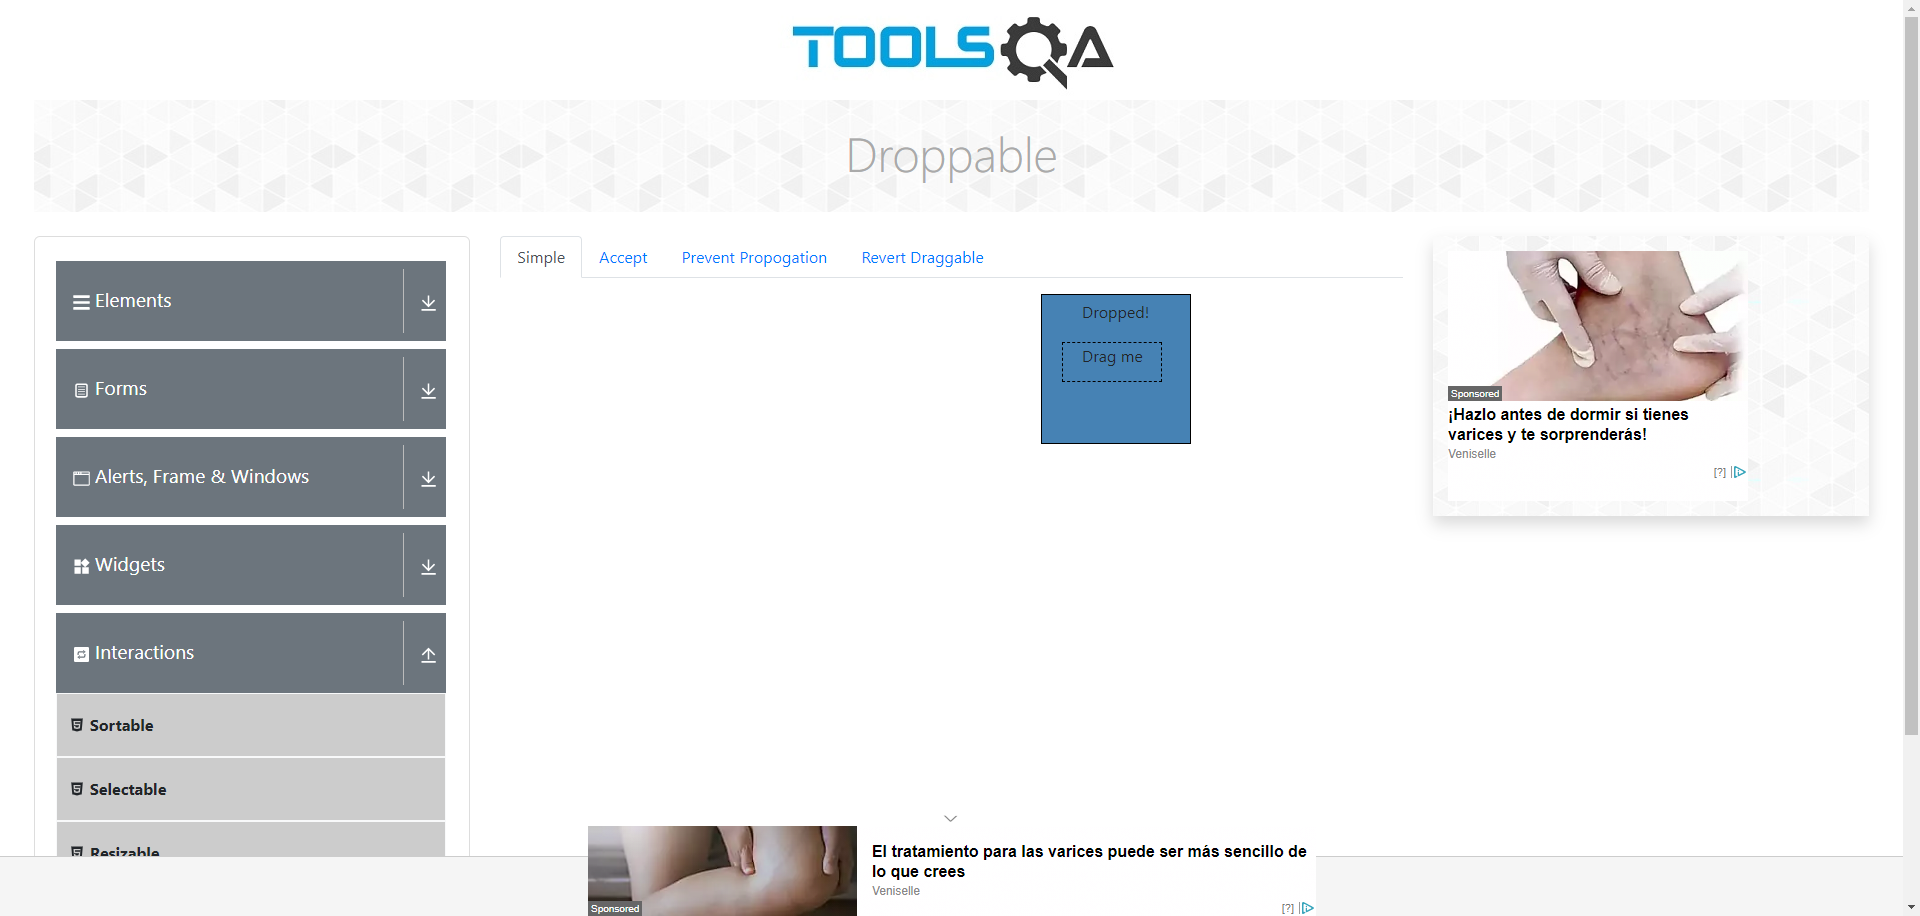 TOOLSQA
Droppable
Elements
Forms
Alerts, Frame & Windows
Widgets
Interactions
Sortable
Selectable
Resizable
Simple
Accept
Prevent Propogation
Revert Draggable
Dropped!
Drag me
Sponsored
¡Hazlo antes de dormir si tienes
varices y te sorprenderás!
Veniselle
[?]
El tratamiento para las varices puede ser más sencillo de
lo que crees
Veniselle
Sponsored
[?]